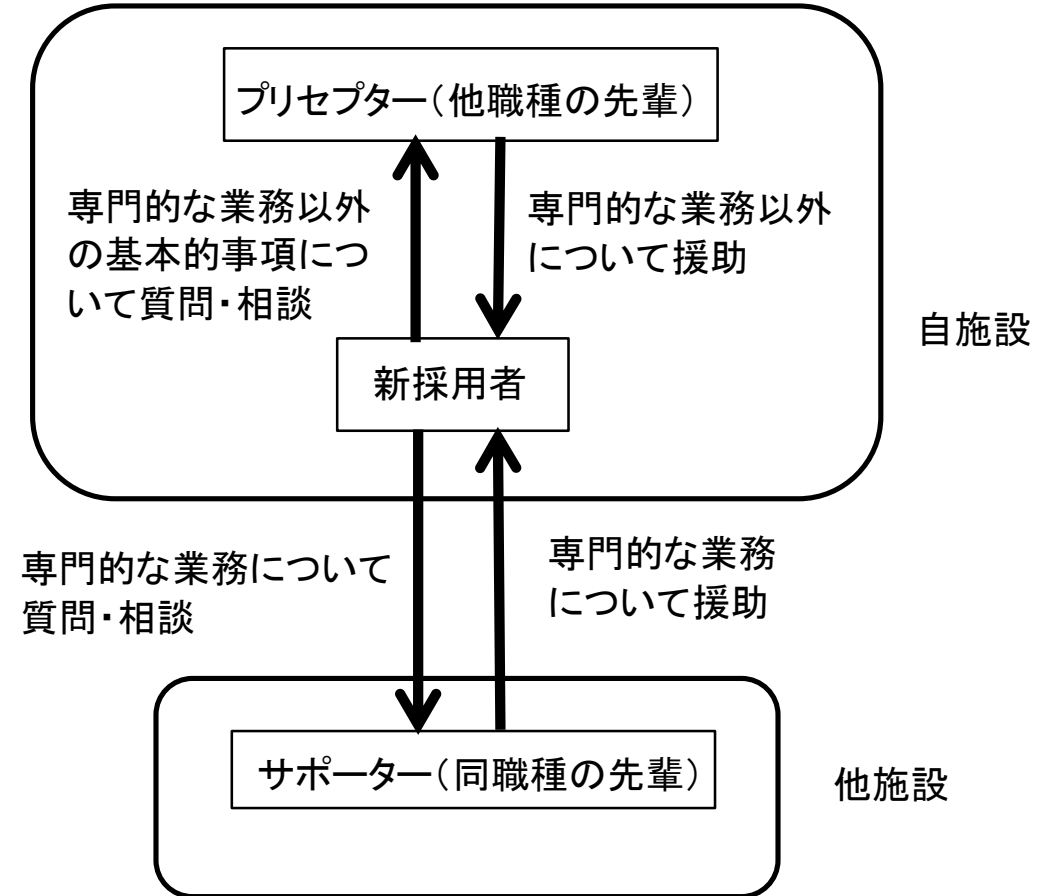 プリセプター（他職種の先輩）
専門的な業務以外
の基本的事項につ
いて質問・相談
専門的な業務以外
について援助
自施設
新採用者
専門的な業務について
質問・相談
専門的な業務
について援助
サポーター（同職種の先輩）
他施設